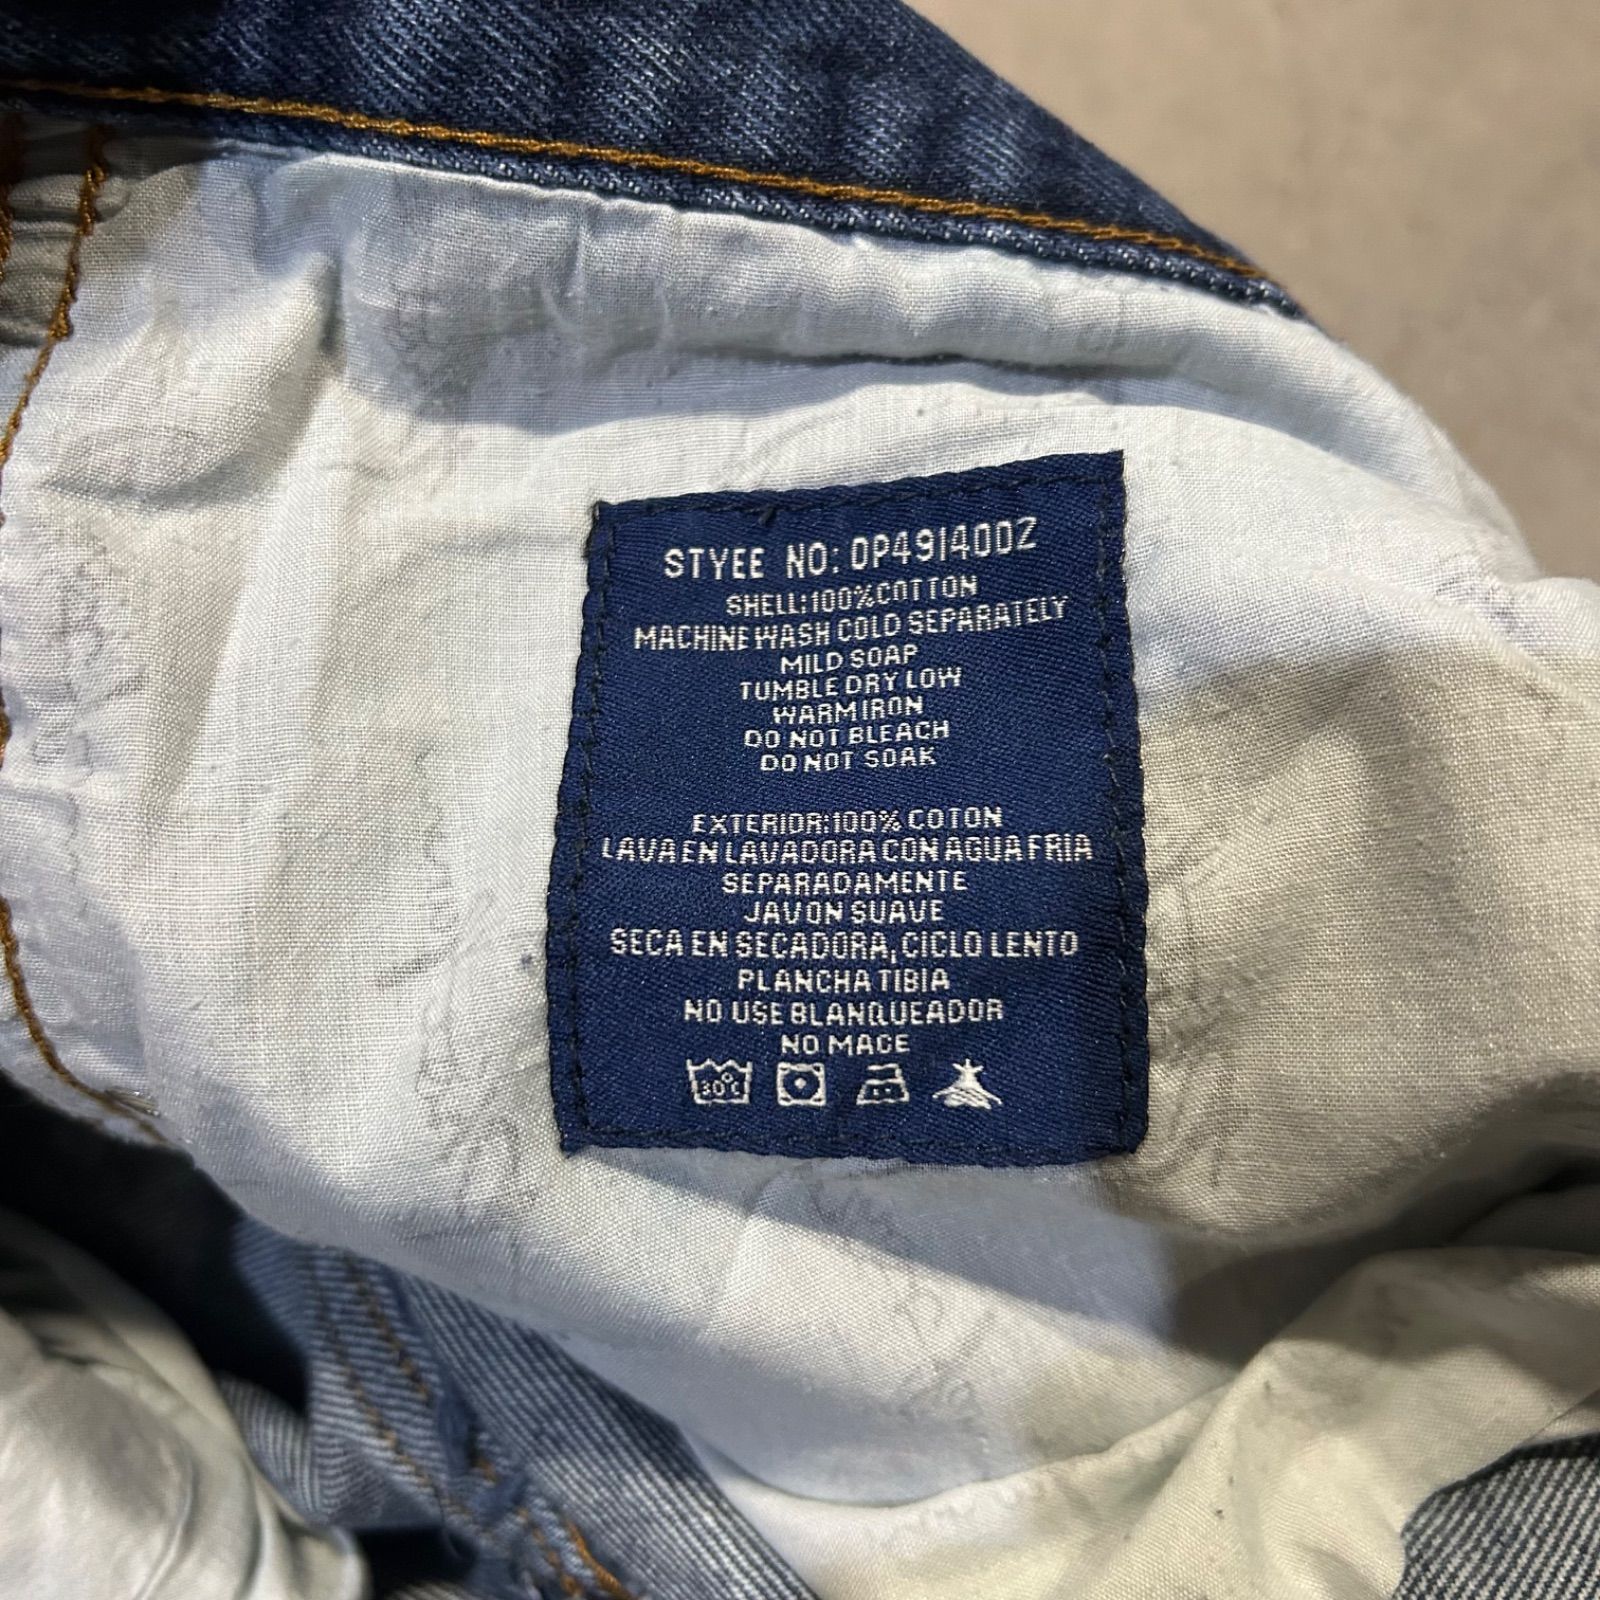 STYEE NO: OP4914002
SHELL:100%COTTON
MACHINE WASH COLD SEPARATELY
MILD SOAP
TUMBLE DRY LOW
WARM IRON
DO NOT BLEACH
DO NOT SOAK
EXTERIOR:100% COTON
LAVA EN LAVADORA CON AGUA FRIA
SEPARADAMENTE
JAVON SUAVE
SECA EN SECADORA, CICLO LENTO
PLANCHA TIBIA
NO USE BLANQUEADOR
NO MACE
30°C